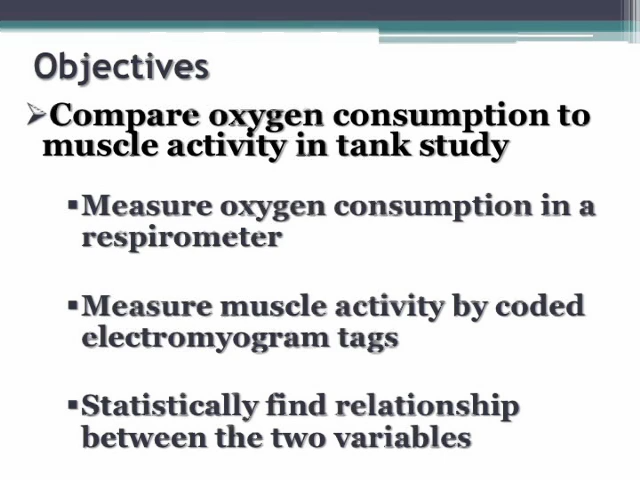 Objectives
➢Compare oxygen consumption to
muscle activity in tank study
▪Measure oxygen consumption in a
respirometer
▪Measure muscle activity by coded
electromyogram tags
▪Statistically find relationship
between the two variables